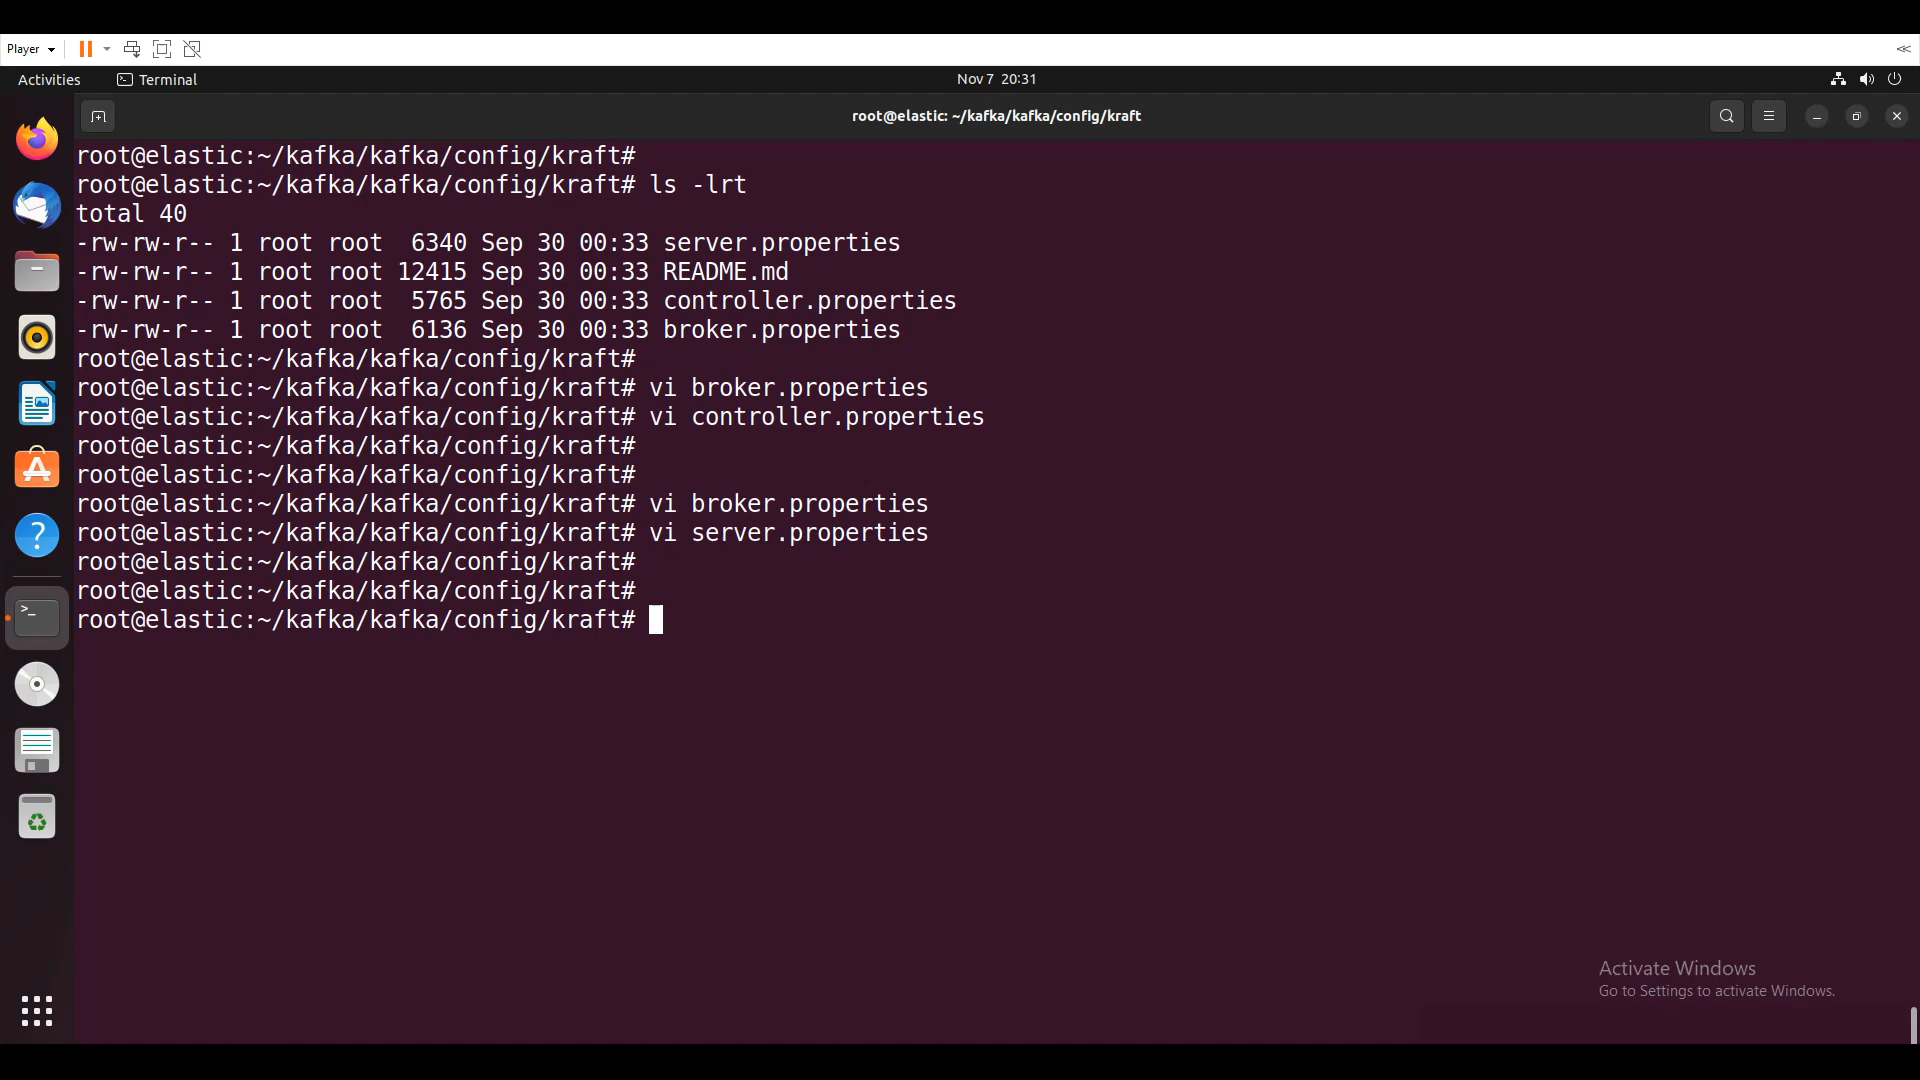 Player
Activities
Terminal
Nov 7 20:31
root@elastic: ~/kafka/kafka/config/kraft
root@elastic:~/kafka/kafka/config/kraft#
root@elastic:~/kafka/kafka/config/kraft# ls -lrt
total 40
-rw-rw-r-- 1 root root  6340 Sep 30 00:33 server.properties
-rw-rw-r-- 1 root root 12415 Sep 30 00:33 README.md
-rw-rw-r-- 1 root root  5765 Sep 30 00:33 controller.properties
-rw-rw-r-- 1 root root  6136 Sep 30 00:33 broker.properties
root@elastic:~/kafka/kafka/config/kraft#
root@elastic:~/kafka/kafka/config/kraft# vi broker.properties
root@elastic:~/kafka/kafka/config/kraft# vi controller.properties
root@elastic:~/kafka/kafka/config/kraft#
root@elastic:~/kafka/kafka/config/kraft#
root@elastic:~/kafka/kafka/config/kraft# vi broker.properties
root@elastic:~/kafka/kafka/config/kraft# vi server.properties
root@elastic:~/kafka/kafka/config/kraft#
root@elastic:~/kafka/kafka/config/kraft#
root@elastic:~/kafka/kafka/config/kraft#
Activate Windows
Go to Settings to activate Windows.